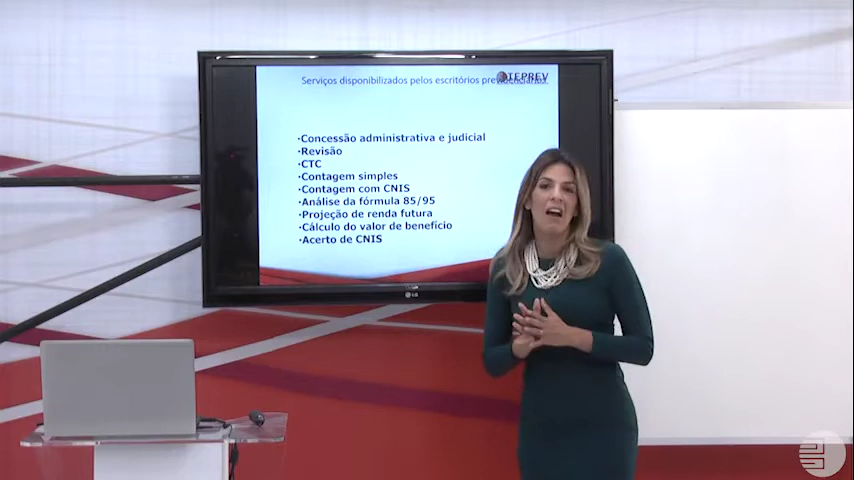 Serviços disponibilizados pelos escritórios previdenciários.
IEPREV
·Concessão administrativa e judicial
·Revisão
·CTC
·Contagem simples
·Contagem com CNIS
·Análise da fórmula 85/95
·Projeção de renda futura
·Cálculo do valor de benefício
·Acerto de CNIS
LG